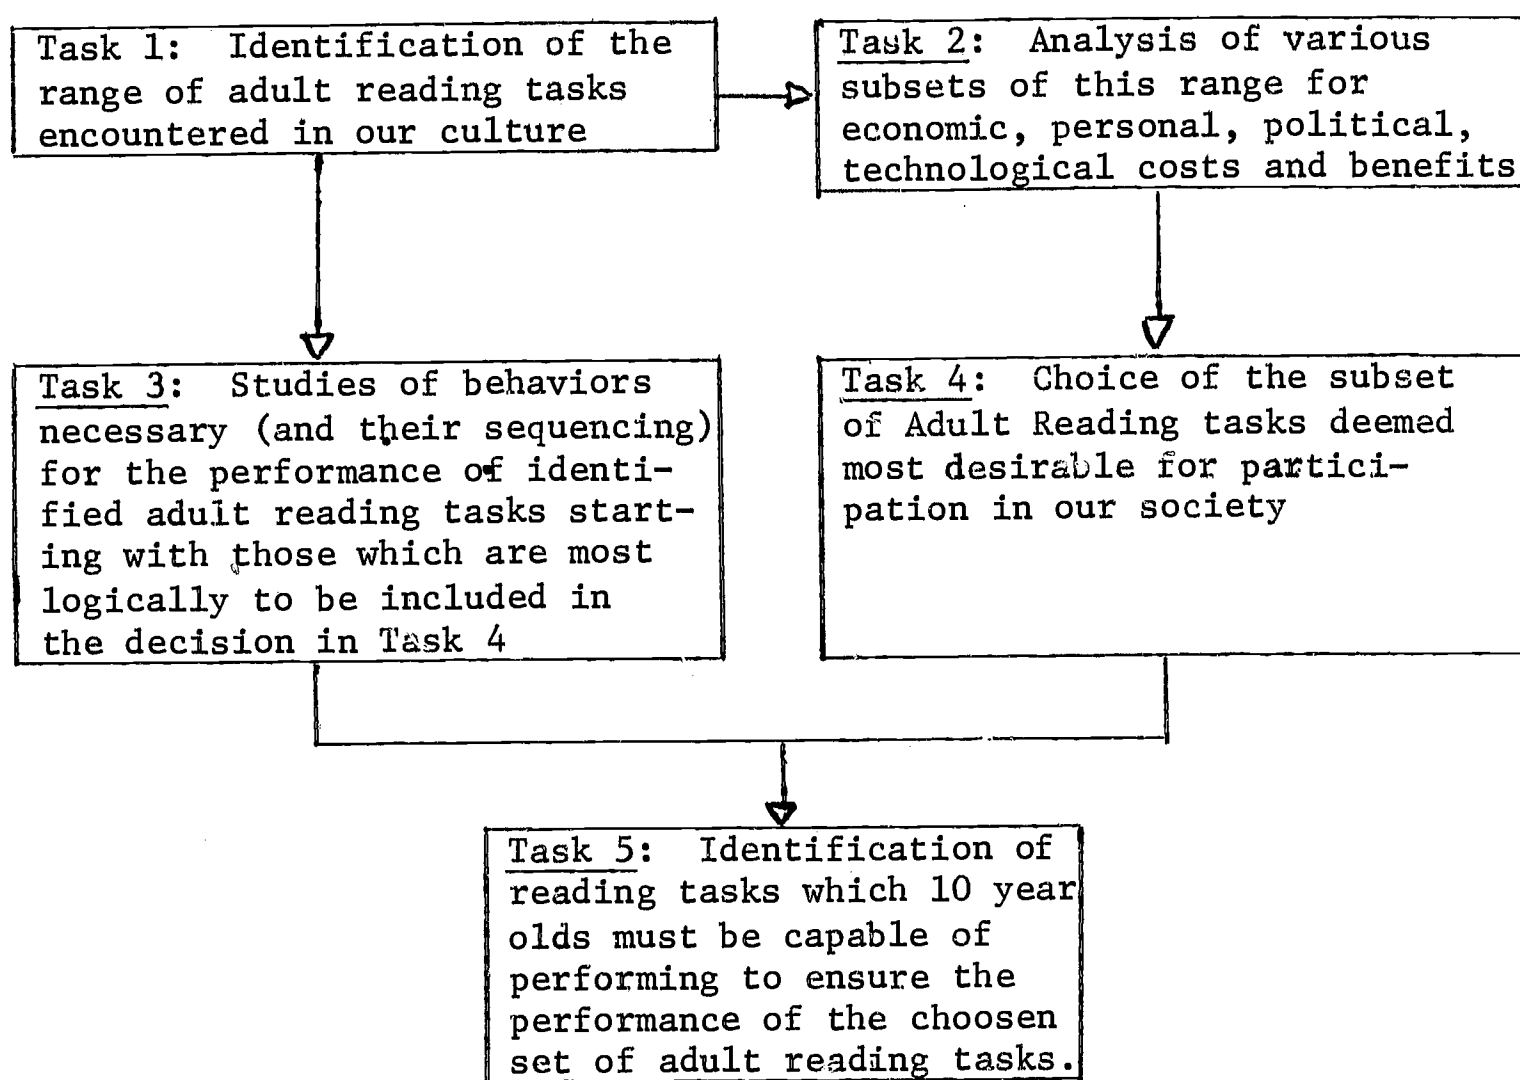 Task 1: Identification of the
range of adult reading tasks
encountered in our culture
Task 2: Analysis of various
subsets of this range for
economic, personal, political,
technological costs and benefits
Task 3: Studies of behaviors
necessary (and their sequencing)
for the performance of identi-
fied adult reading tasks start-
ing with those which are most
logically to be included in
the decision in Task 4
Task 4: Choice of the subset
of Adult Reading tasks deemed
most desirable for partici-
pation in our society
Task 5: Identification of
reading tasks which 10 year
olds must be capable of
performing to ensure the
performance of the choosen
set of adult reading tasks.